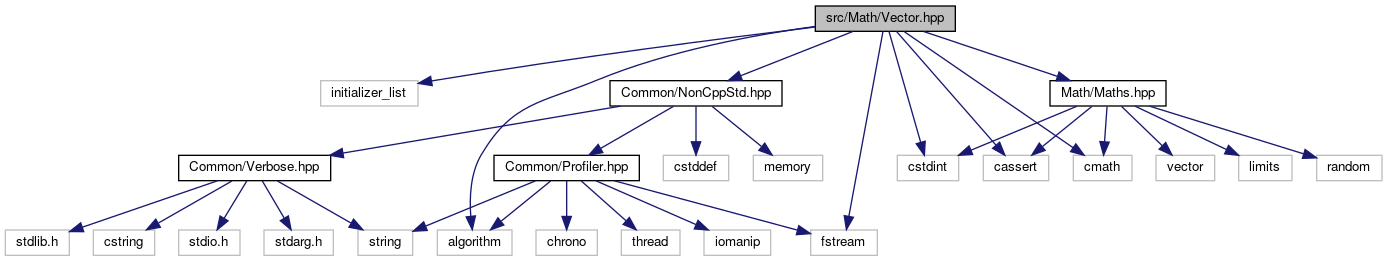 src/Math/Vector.hpp
initializer_list
Common/NonCppStd.hpp
Math/Maths.hpp
Common/Verbose.hpp
Common/Profiler.hpp
cstddef
memory
cstdint
cassert
cmath
vector
limits
random
stdlib.h
cstring
stdio.h
stdarg.h
string
algorithm
chrono
thread
iomanip
fstream